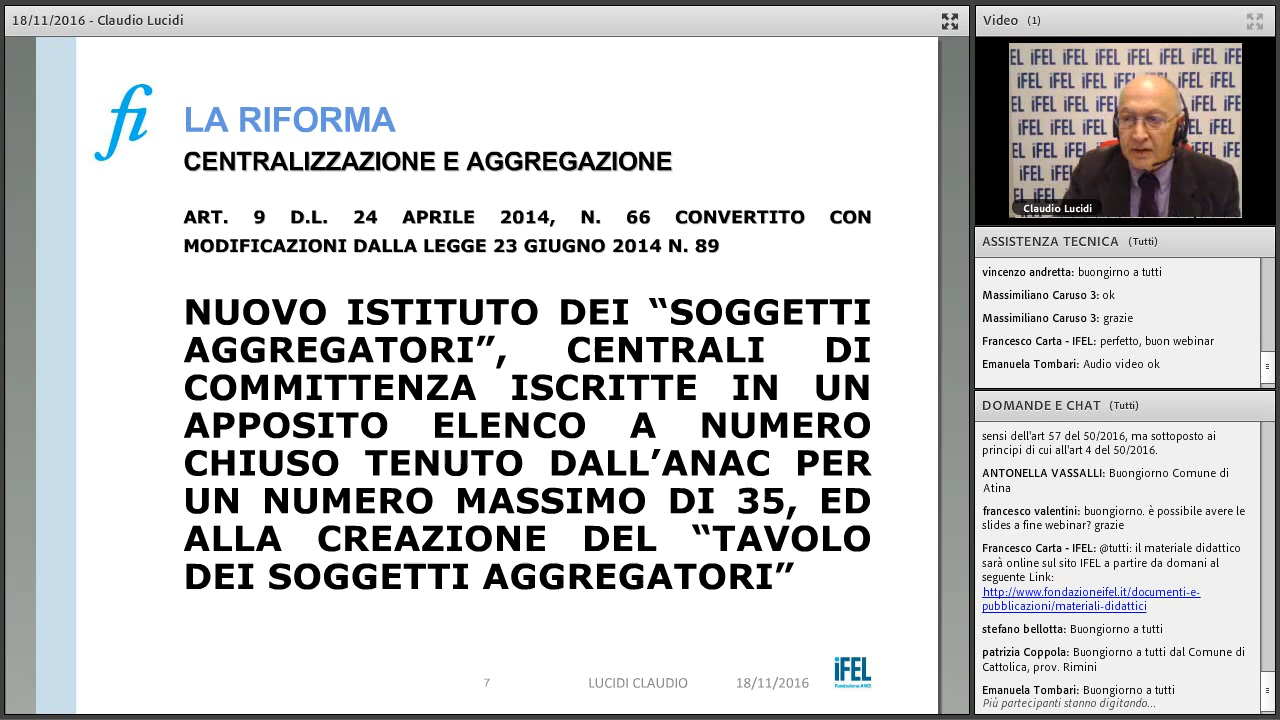 18/11/2016 - Claudio Lucidi
fi
LA RIFORMA
CENTRALIZZAZIONE E AGGREGAZIONE
ART. 9 D.L. 24 APRILE 2014, N. 66 CONVERTITO CON
MODIFICAZIONI DALLA LEGGE 23 GIUGNO 2014 N. 89
NUOVO ISTITUTO DEI “SOGGETTI
AGGREGATORI”, CENTRALI DI
COMMITTENZA ISCRITTE IN UN
APPOSITO ELENCO A NUMERO
CHIUSO TENUTO DALL’ANAC PER
UN NUMERO MASSIMO DI 35, ED
ALLA CREAZIONE DEL “TAVOLO
DEI SOGGETTI AGGREGATORI”
7
LUCIDI CLAUDIO
18/11/2016
iFEL
Fondazione ANCI
Video (1)
iFEL iFEL iFEL iFEL
Claudio Lucidi
ASSISTENZA TECNICA (Tutti)
vincenzo andretta: buongirno a tutti
Massimiliano Caruso 3: ok
Massimiliano Caruso 3: grazie
Francesco Carta - IFEL: perfetto, buon webinar
Emanuela Tombari: Audio video ok
DOMANDE E CHAT (Tutti)
sensi dell'art 57 del 50/2016, ma sottoposto ai
principi di cui all'art 4 del 50/2016.
ANTONELLA VASSALLI: Buongiorno Comune di
Atina
francesco valentini: buongiorno. è possibile avere le
slides a fine webinar? grazie
Francesco Carta - IFEL: @tutti: il materiale didattico
sarà online sul sito IFEL a partire da domani al
seguente Link:
http://www.fondazioneifel.it/documenti-e-
pubblicazioni/materiali-didattici
stefano bellotta: Buongiorno a tutti
patrizia Coppola: Buongiorno a tutti dal Comune di
Cattolica, prov. Rimini
Emanuela Tombari: Buongiorno a tutti
Più partecipanti stanno digitando...